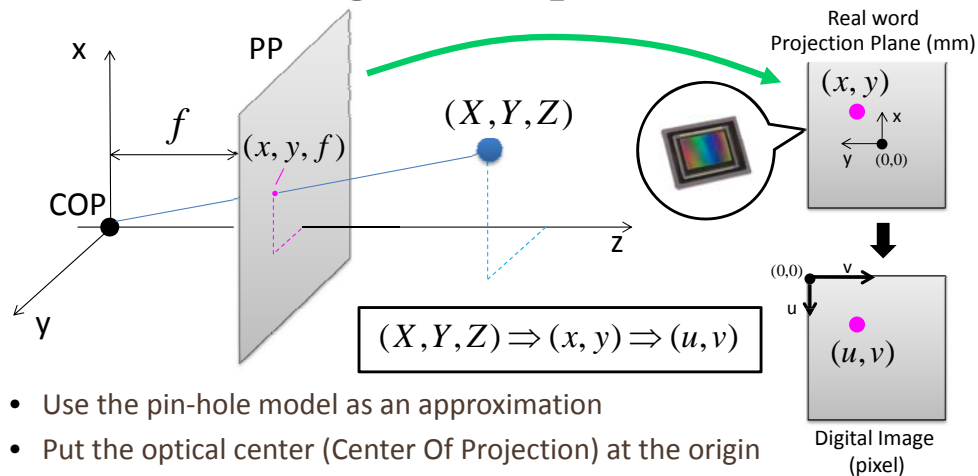 x
PP
Real word
Projection Plane (mm)
f
(x, y, f)
(X,Y,Z)
(x, y)
x
y
(0,0)
COP
z
y
(0,0)
v
u
(u,v)
(X,Y,Z)⇒(x, y)⇒(u,v)
• Use the pin-hole model as an approximation
• Put the optical center (Center Of Projection) at the origin
Digital Image
(pixel)